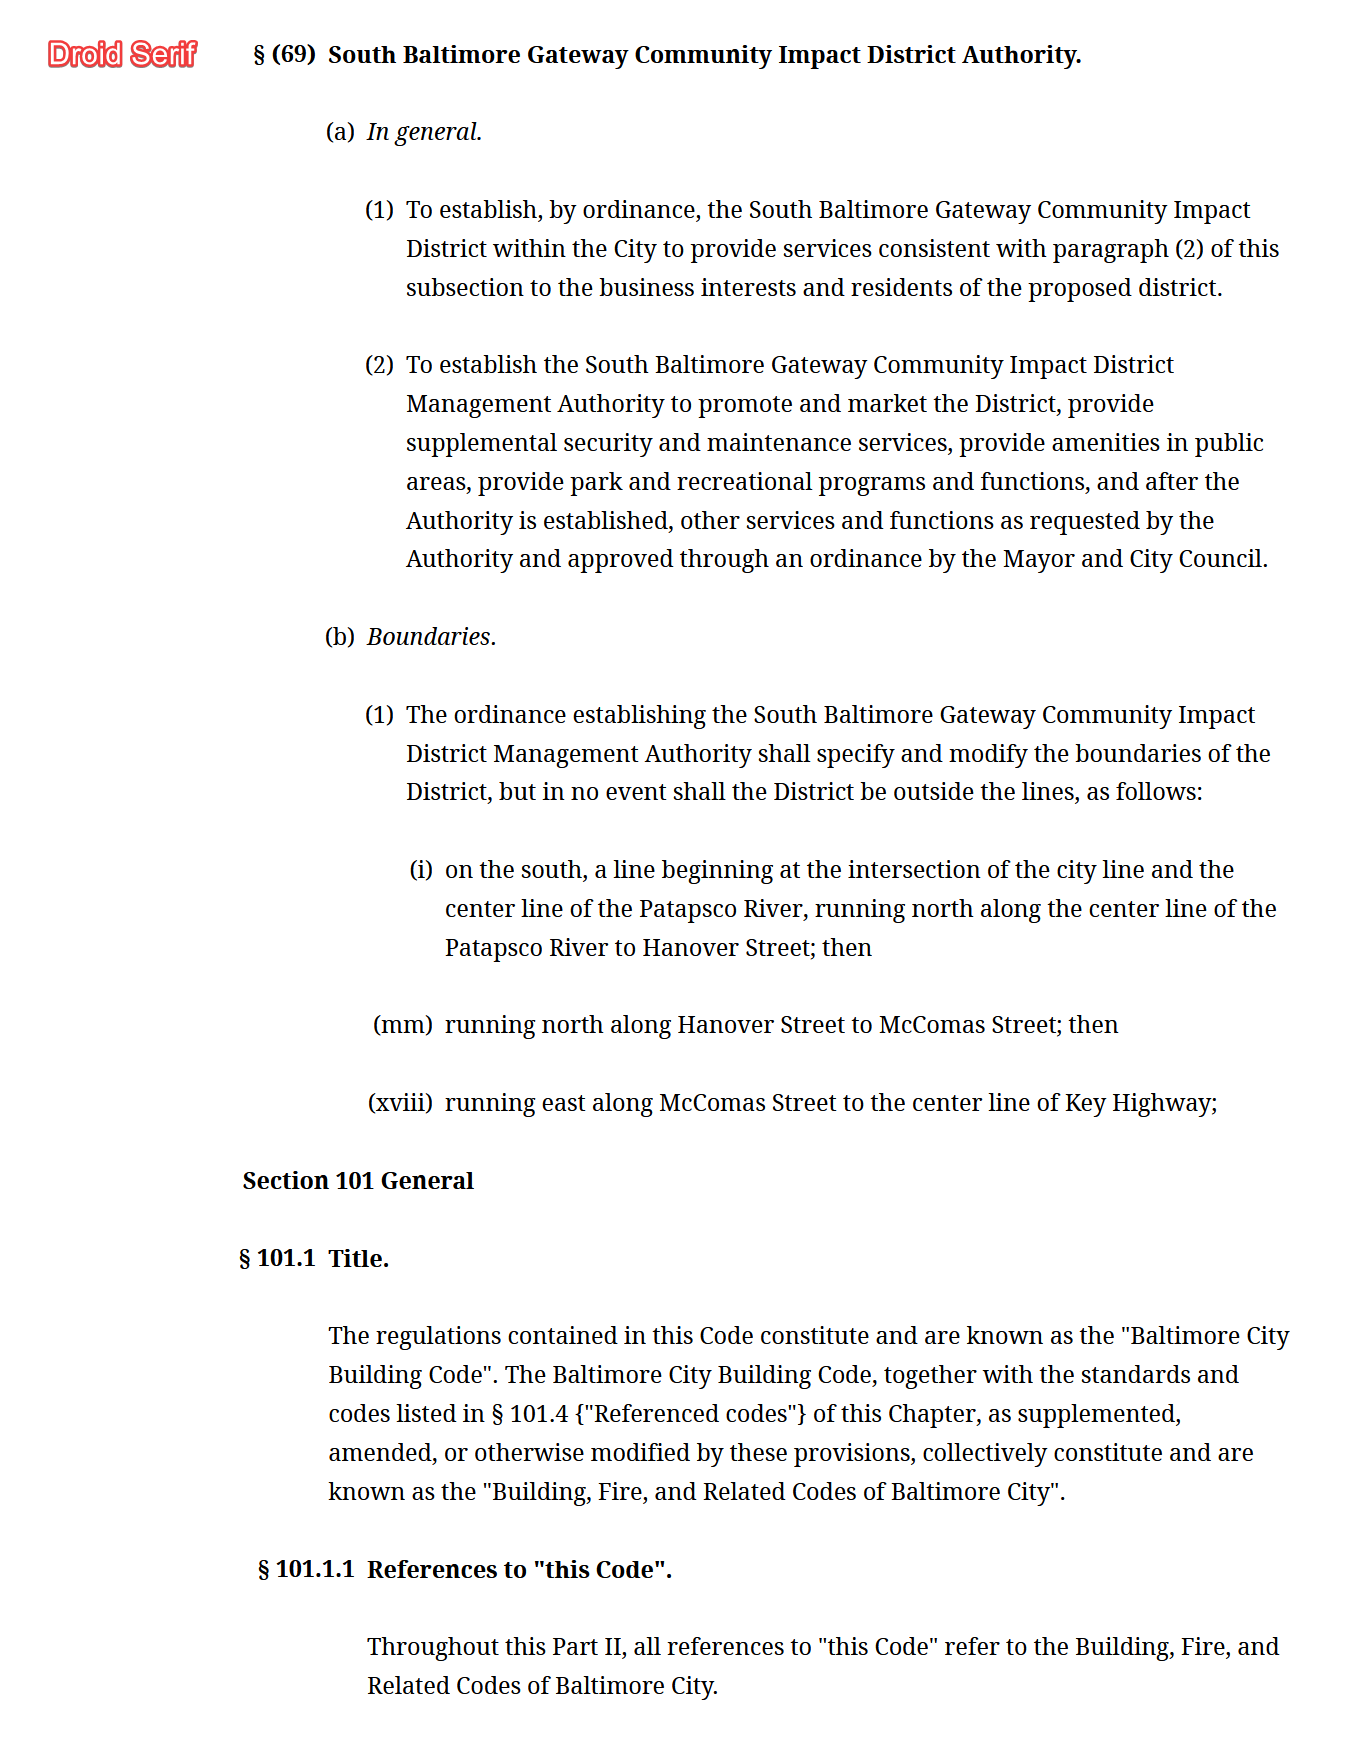 Droid Serif
§ (69) South Baltimore Gateway Community Impact District Authority.
(a) In general.
(1) To establish, by ordinance, the South Baltimore Gateway Community Impact
District within the City to provide services consistent with paragraph (2) of this
subsection to the business interests and residents of the proposed district.
(2) To establish the South Baltimore Gateway Community Impact District
Management Authority to promote and market the District, provide
supplemental security and maintenance services, provide amenities in public
areas, provide park and recreational programs and functions, and after the
Authority is established, other services and functions as requested by the
Authority and approved through an ordinance by the Mayor and City Council.
(b) Boundaries.
(1) The ordinance establishing the South Baltimore Gateway Community Impact
District Management Authority shall specify and modify the boundaries of the
District, but in no event shall the District be outside the lines, as follows:
(i) on the south, a line beginning at the intersection of the city line and the
center line of the Patapsco River, running north along the center line of the
Patapsco River to Hanover Street; then
(mm) running north along Hanover Street to McComas Street; then
(xviii) running east along McComas Street to the center line of Key Highway;
Section 101 General
§ 101.1 Title.
The regulations contained in this Code constitute and are known as the "Baltimore City
Building Code". The Baltimore City Building Code, together with the standards and
codes listed in § 101.4 {"Referenced codes"} of this Chapter, as supplemented,
amended, or otherwise modified by these provisions, collectively constitute and are
known as the "Building, Fire, and Related Codes of Baltimore City".
§ 101.1.1 References to "this Code".
Throughout this Part II, all references to "this Code" refer to the Building, Fire, and
Related Codes of Baltimore City.